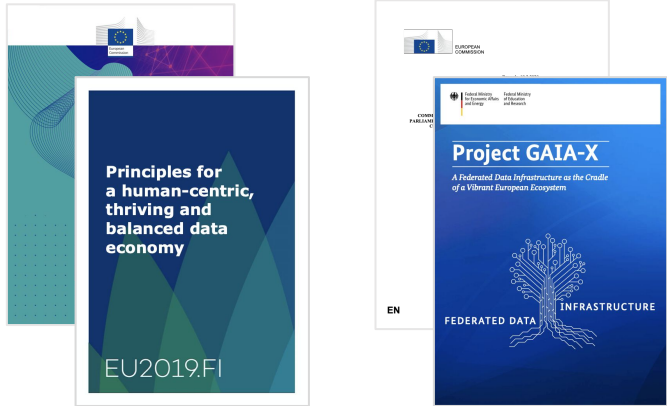 European
Commission
Principles for
a human-centric,
thriving and
balanced data
economy
EU2019.FI
EUROPEAN
COMMISSION
COMM
PARLIAM
C
EN
Federal Ministry
for Economic Affairs
and Energy
Federal Ministry
of Education
and Research
Project GAIA-X
A Federated Data Infrastructure as the Cradle
of a Vibrant European Ecosystem
FEDERATED DATA
INFRASTRUCTURE